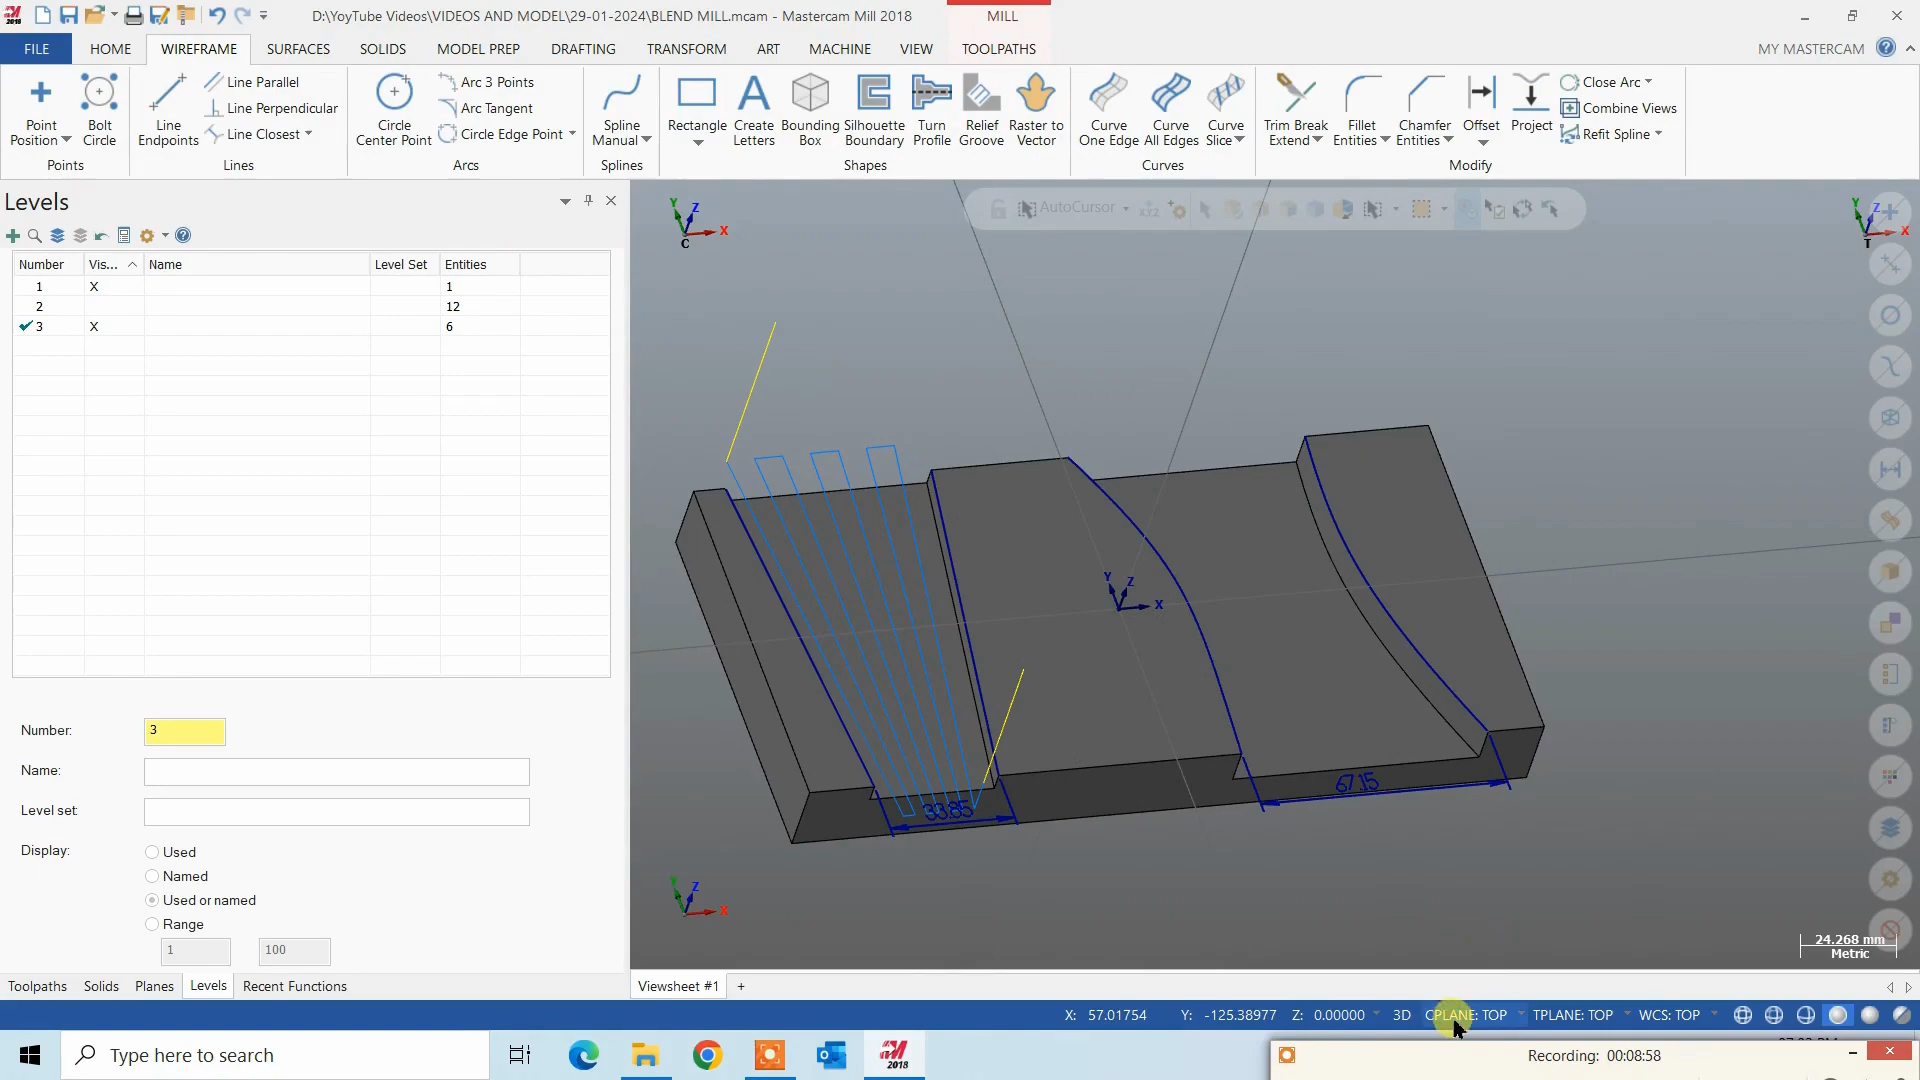 D:\YoyTube Videos\VIDEOS AND MODEL\29-01-2024\BLEND MILL.mcam - Mastercam Mill 2018
MILL
FILE HOME WIREFRAME SURFACES SOLIDS MODEL PREP DRAFTING TRANSFORM ART MACHINE VIEW TOOLPATHS MY MASTERCAM
Point Position
Bolt Circle
Points
Line Endpoints
Line Parallel
Line Perpendicular
Line Closest
Lines
Circle Center Point
Arc 3 Points
Arc Tangent
Circle Edge Point
Arcs
Spline Manual
Splines
Rectangle
Create Letters
Bounding Box
Silhouette Boundary
Turn Profile
Relief Groove
Raster to Vector
Shapes
Curve One Edge
Curve All Edges
Curve Slice
Curves
Trim Break Extend
Fillet Entities
Chamfer Entities
Offset
Project
Close Arc
Combine Views
Refit Spline
Modify
Levels
Number Vis... Name Level Set Entities
1 X 1
2 12
3 X 6
Number: 3
Name:
Level set:
Display:
Used
Named
Used or named
Range
1 100
Toolpaths Solids Planes Levels Recent Functions
AutoCursor
Y Z X
C
Y Z X
T
Y Z X
33.85
67.15
Y Z X
24.268 mm
Metric
Viewsheet #1 +
X: 57.01754 Y: -125.38977 Z: 0.00000 3D CPLANE: TOP TPLANE: TOP WCS: TOP
Type here to search
2018
Recording: 00:08:58